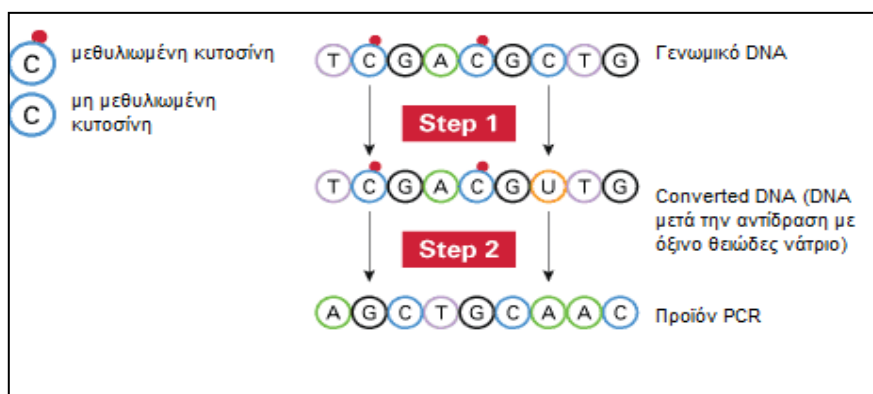 C μεθυλιωμένη κυτοσίνη
C μη μεθυλιωμένη
κυτοσίνη
T C G A C G C T G Γενωμικό DNA
Step 1
T C G A C G U T G Converted DNA (DNA
μετά την αντίδραση με
όξινο θειώδες νάτριο)
Step 2
A G C T G C A A C Προϊόν PCR